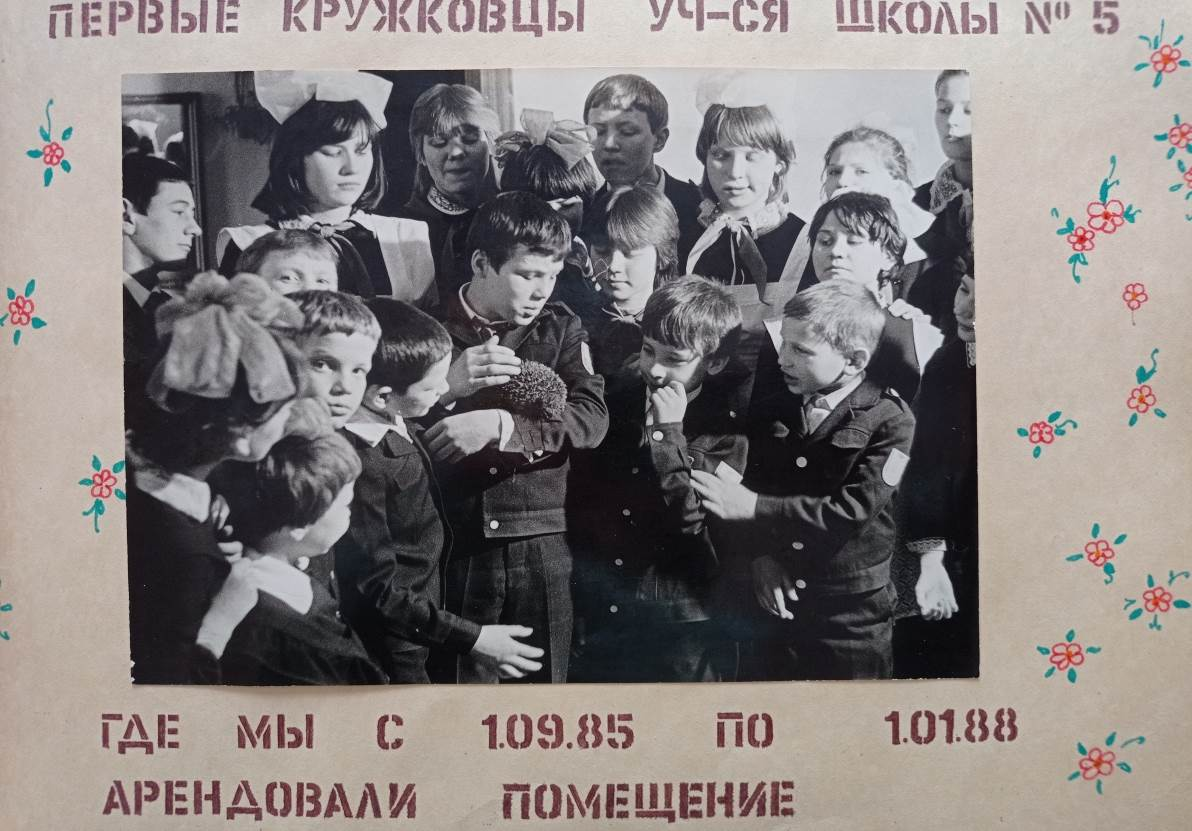 ПЕРВЫЕ КРУЖКОВЦЫ УЧ-СЯ ШКОЛЫ № 5
ГДЕ МЫ С 1.09.85 ПО 1.01.88
АРЕНДОВАЛИ ПОМЕЩЕНИЕ